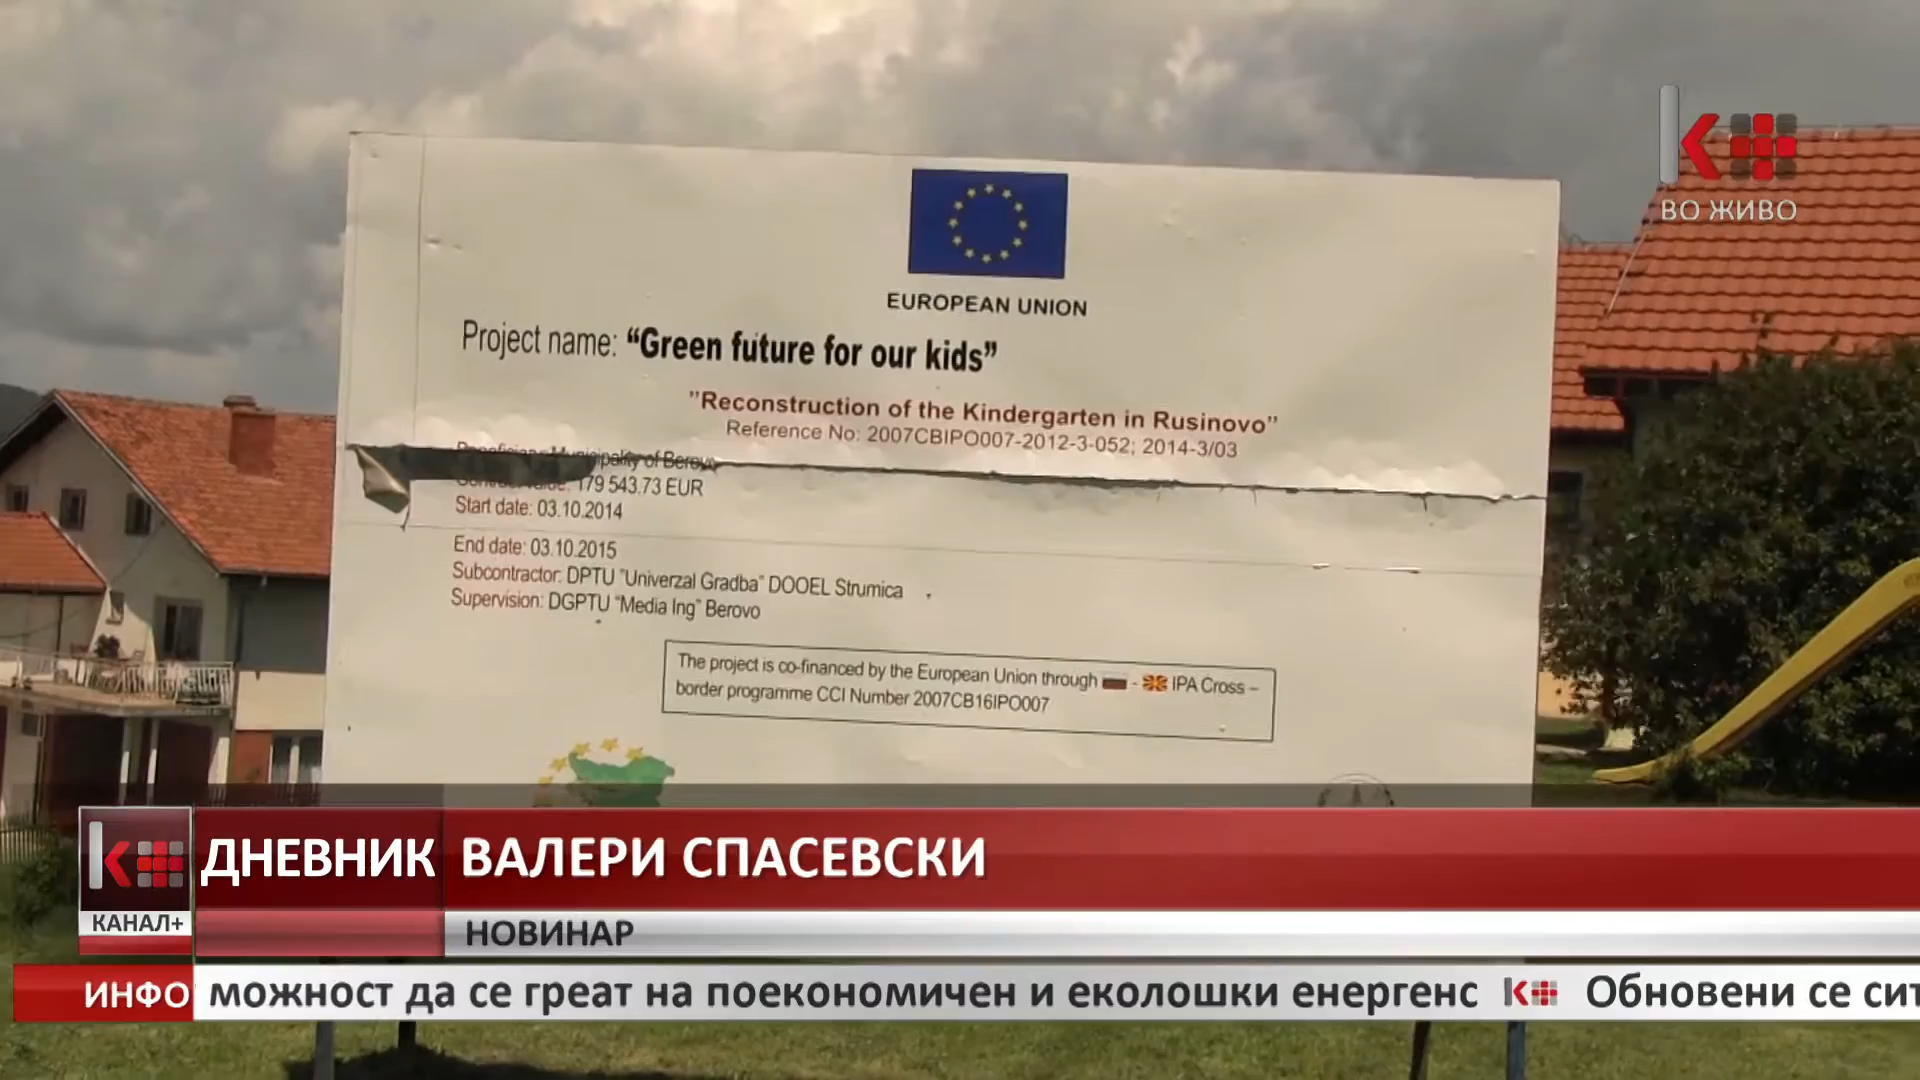 ВО ЖИВО
EUROPEAN UNION
Project name: “Green future for our kids”
”Reconstruction of the Kindergarten in Rusinovo”
Reference No: 2007CBIPO007-2012-3-052; 2014-3/03
Municipality of Berovo
179 543.73 EUR
Start date: 03.10.2014
End date: 03.10.2015
Subcontractor: DPTU “Univerzal Gradba” DOOEL Strumica
Supervision: DGPTU “Media Ing” Berovo
The project is co-financed by the European Union through - IPA Cross –
border programme CCI Number 2007CB16IPO007
ДНЕВНИК ВАЛЕРИ СПАСЕВСКИ
КАНАЛ+
НОВИНАР
ИНФО можност да се греат на поекономичен и еколошки енергенс Обновени се сит